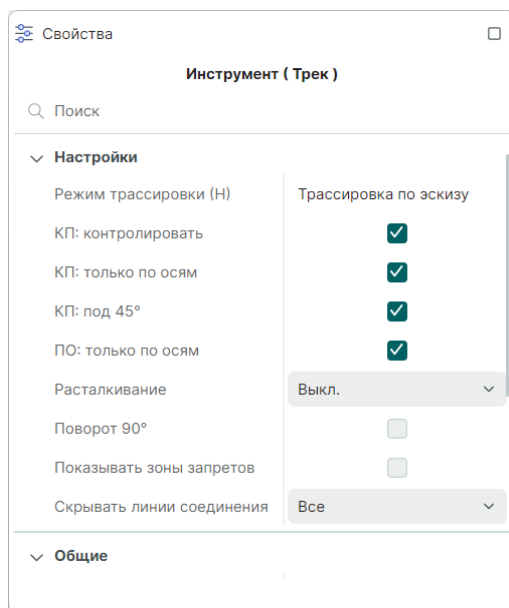 Свойства
Инструмент ( Трек )
Поиск
Настройки
Режим трассировки (Н) Трассировка по эскизу
КП: контролировать
КП: только по осям
КП: под 45°
ПО: только по осям
Расталкивание Выкл.
Поворот 90°
Показывать зоны запретов
Скрывать линии соединения Все
Общие